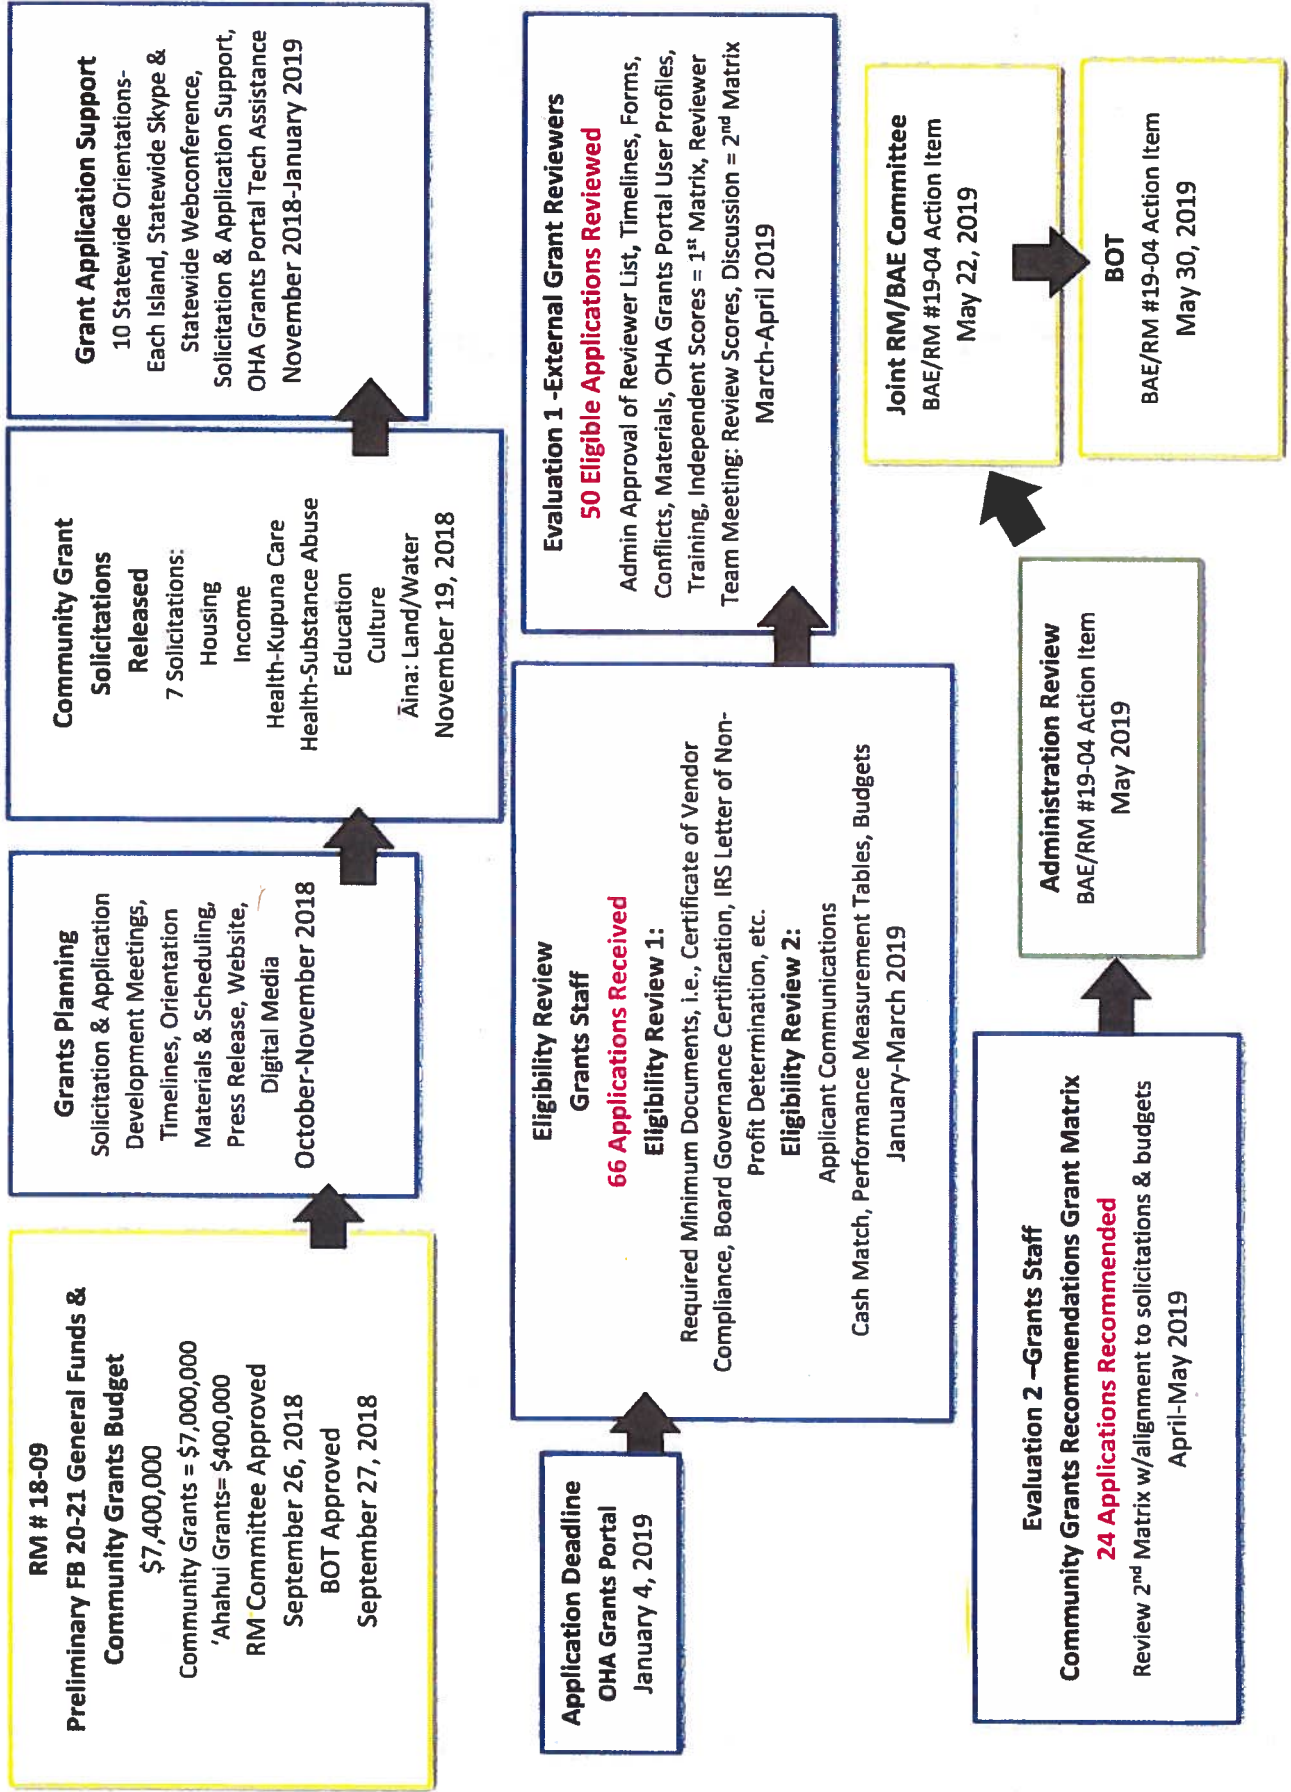 RM # 18-09
Preliminary FB 20-21 General Funds &
Community Grants Budget
$7,400,000
Community Grants = $7,000,000
'Ahahui Grants= $400,000
RM Committee Approved
September 26, 2018
BOT Approved
September 27, 2018
Grants Planning
Solicitation & Application
Development Meetings,
Timelines, Orientation
Materials & Scheduling,
Press Release, Website,
Digital Media
October-November 2018
Community Grant
Solicitations
Released
7 Solicitations:
Housing
Income
Health-Kupuna Care
Health-Substance Abuse
Education
Culture
Āina: Land/Water
November 19, 2018
Grant Application Support
10 Statewide Orientations-
Each Island, Statewide Skype &
Statewide Webconference,
Solicitation & Application Support,
OHA Grants Portal Tech Assistance
November 2018-January 2019
Application Deadline
OHA Grants Portal
January 4, 2019
Eligibility Review
Grants Staff
66 Applications Received
Eligibility Review 1:
Required Minimum Documents, i.e., Certificate of Vendor
Compliance, Board Governance Certification, IRS Letter of Non-
Profit Determination, etc.
Eligibility Review 2:
Applicant Communications
Cash Match, Performance Measurement Tables, Budgets
January-March 2019
Evaluation 1 -External Grant Reviewers
50 Eligible Applications Reviewed
Admin Approval of Reviewer List, Timelines, Forms,
Conflicts, Materials, OHA Grants Portal User Profiles,
Training, Independent Scores = 1st Matrix, Reviewer
Team Meeting: Review Scores, Discussion = 2nd Matrix
March-April 2019
Evaluation 2 –Grants Staff
Community Grants Recommendations Grant Matrix
24 Applications Recommended
Review 2nd Matrix w/alignment to solicitations & budgets
April-May 2019
Administration Review
BAE/RM #19-04 Action Item
May 2019
Joint RM/BAE Committee
BAE/RM #19-04 Action Item
May 22, 2019
BOT
BAE/RM #19-04 Action Item
May 30, 2019